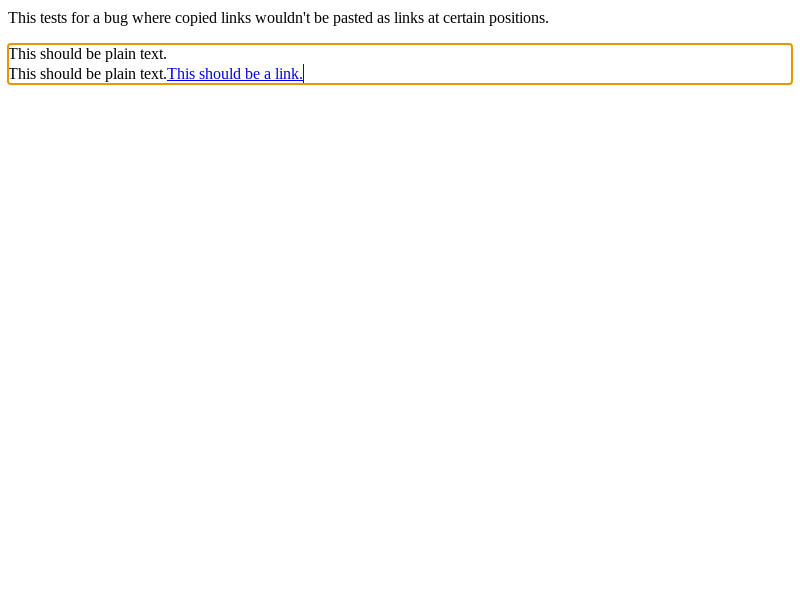 This tests for a bug where copied links wouldn't be pasted as links at certain positions.
This should be plain text.
This should be plain text.This should be a link.